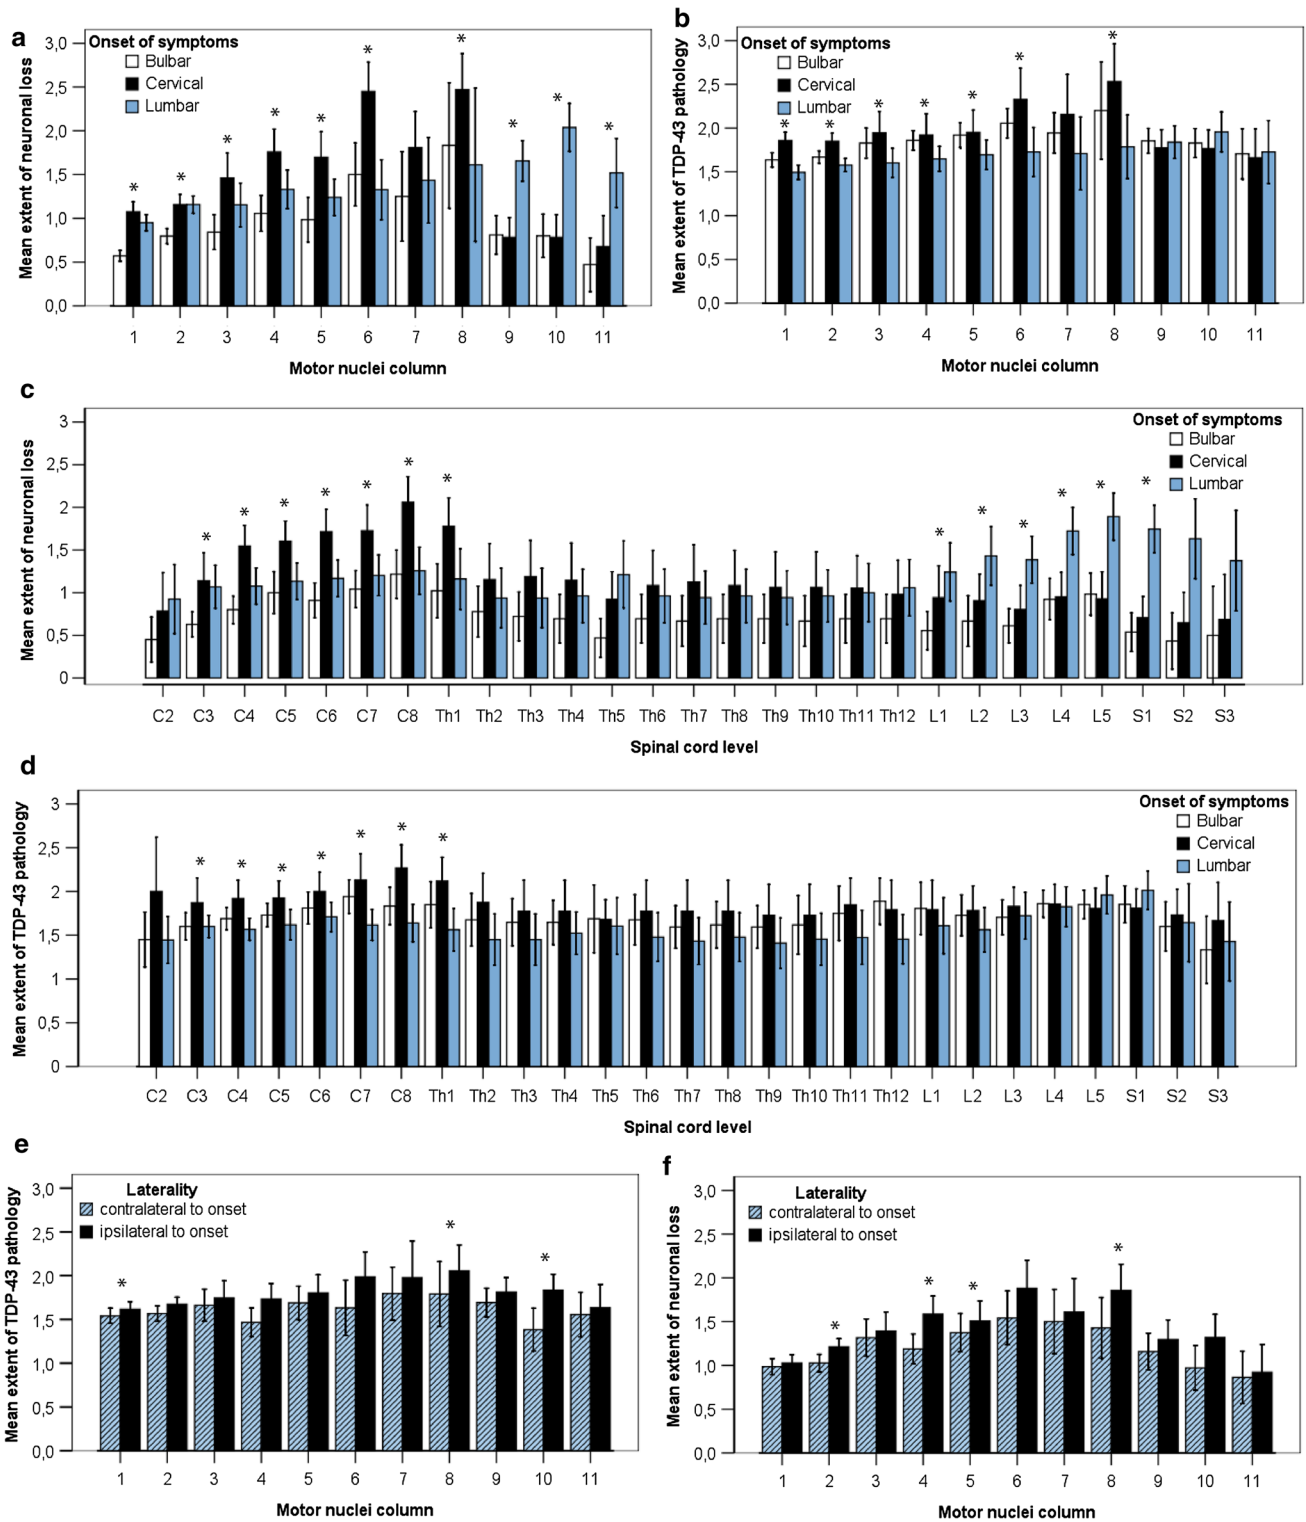 a
Mean extent of neuronal loss
3,0
2,5
2,0
1,5
1,0
0,5
0,0
Onset of symptoms
Bulbar
Cervical
Lumbar
* * * * * * * * * *
1 2 3 4 5 6 7 8 9 10 11
Motor nuclei column
b
Mean extent of TDP-43 pathology
3,0
2,5
2,0
1,5
1,0
0,5
0,0
Onset of symptoms
Bulbar
Cervical
Lumbar
* * * * * * *
1 2 3 4 5 6 7 8 9 10 11
Motor nuclei column
c
Mean extent of neuronal loss
3
2,5
2
1,5
1
0,5
0
Onset of symptoms
Bulbar
Cervical
Lumbar
* * * * * * * * * * * * *
C2 C3 C4 C5 C6 C7 C8 Th1 Th2 Th3 Th4 Th5 Th6 Th7 Th8 Th9 Th10 Th11 Th12 L1 L2 L3 L4 L5 S1 S2 S3
Spinal cord level
d
Mean extent of TDP-43 pathology
3
2,5
2
1,5
1
0,5
0
Onset of symptoms
Bulbar
Cervical
Lumbar
* * * * * * *
C2 C3 C4 C5 C6 C7 C8 Th1 Th2 Th3 Th4 Th5 Th6 Th7 Th8 Th9 Th10 Th11 Th12 L1 L2 L3 L4 L5 S1 S2 S3
Spinal cord level
e
Mean extent of TDP-43 pathology
3,0
2,5
2,0
1,5
1,0
0,5
0,0
Laterality
contralateral to onset
ipsilateral to onset
* * *
1 2 3 4 5 6 7 8 9 10 11
Motor nuclei column
f
Mean extent of neuronal loss
3,0
2,5
2,0
1,5
1,0
0,5
0,0
Laterality
contralateral to onset
ipsilateral to onset
* * * *
1 2 3 4 5 6 7 8 9 10 11
Motor nuclei column